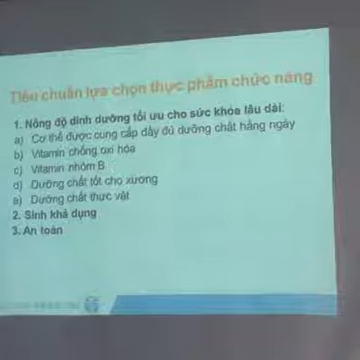 Tiêu chuẩn lựa chọn thực phẩm chức năng
1. Nồng độ dinh dưỡng tối ưu cho sức khỏe lâu dài:
a) Cơ thể được cung cấp đầy đủ dưỡng chất hằng ngày
b) Vitamin chống oxi hóa
c) Vitamin nhóm B
d) Dưỡng chất tốt cho xương
e) Dưỡng chất thực vật
2. Sinh khả dụng
3. An toàn